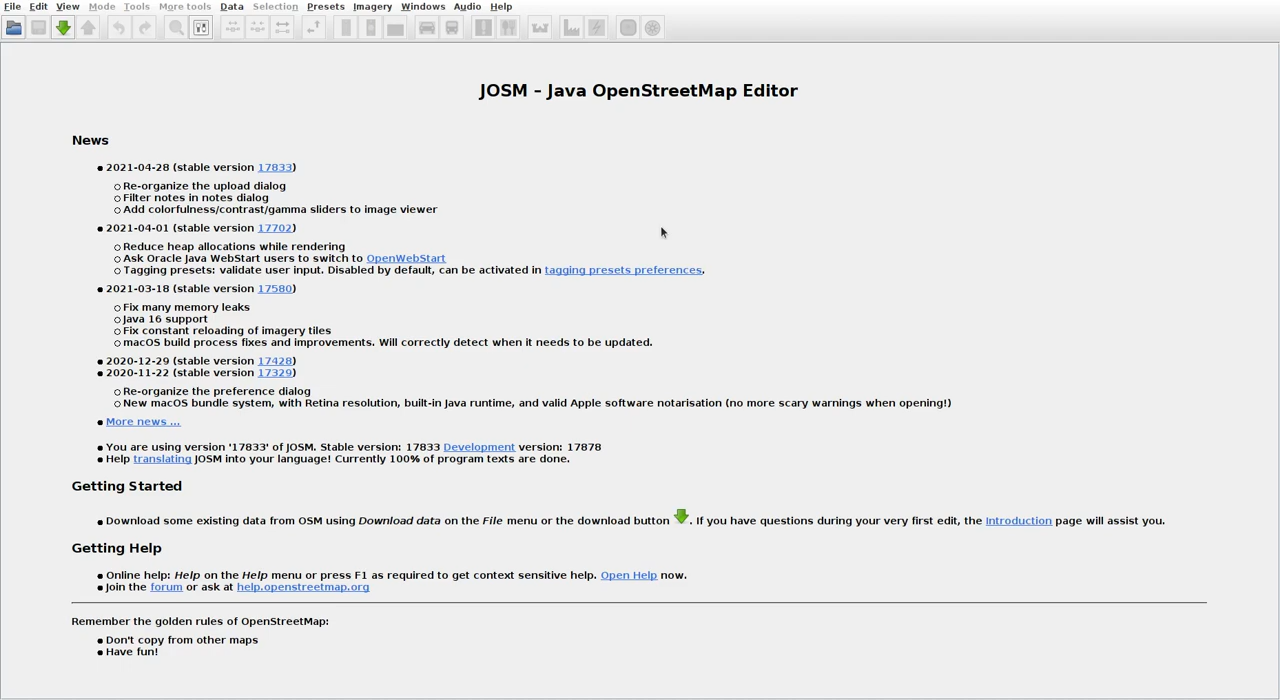 File Edit View Mode Tools More tools Data Selection Presets Imagery Windows Audio Help
JOSM – Java OpenStreetMap Editor
News
2021-04-28 (stable version 17833)
Re-organize the upload dialog
Filter notes in notes dialog
Add colorfulness/contrast/gamma sliders to image viewer
2021-04-01 (stable version 17702)
Reduce heap allocations while rendering
Ask Oracle Java WebStart users to switch to OpenWebStart
Tagging presets: validate user input. Disabled by default, can be activated in tagging presets preferences.
2021-03-18 (stable version 17580)
Fix many memory leaks
Java 16 support
Fix constant reloading of imagery tiles
macOS build process fixes and improvements. Will correctly detect when it needs to be updated.
2020-12-29 (stable version 17428)
2020-11-22 (stable version 17329)
Re-organize the preference dialog
New macOS bundle system, with Retina resolution, built-in Java runtime, and valid Apple software notarisation (no more scary warnings when opening!)
More news ...
You are using version '17833' of JOSM. Stable version: 17833 Development version: 17878
Help translating JOSM into your language! Currently 100% of program texts are done.
Getting Started
Download some existing data from OSM using Download data on the File menu or the download button . If you have questions during your very first edit, the Introduction page will assist you.
Getting Help
Online help: Help on the Help menu or press F1 as required to get context sensitive help. Open Help now.
Join the forum or ask at help.openstreetmap.org
Remember the golden rules of OpenStreetMap:
Don't copy from other maps
Have fun!